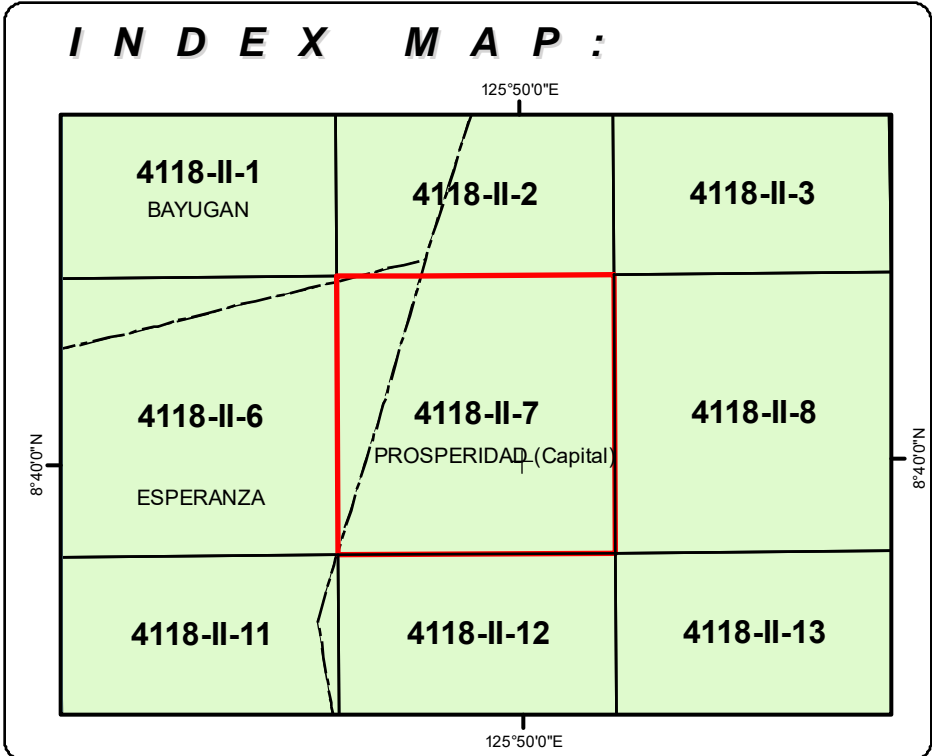 INDEX MAP:
125°50'0"E
4118-II-1
BAYUGAN
4118-II-2
4118-II-3
4118-II-6
4118-II-7
4118-II-8
PROSPERIDAD (Capital)
8°40'0"N
8°40'0"N
ESPERANZA
4118-II-11
4118-II-12
4118-II-13
125°50'0"E